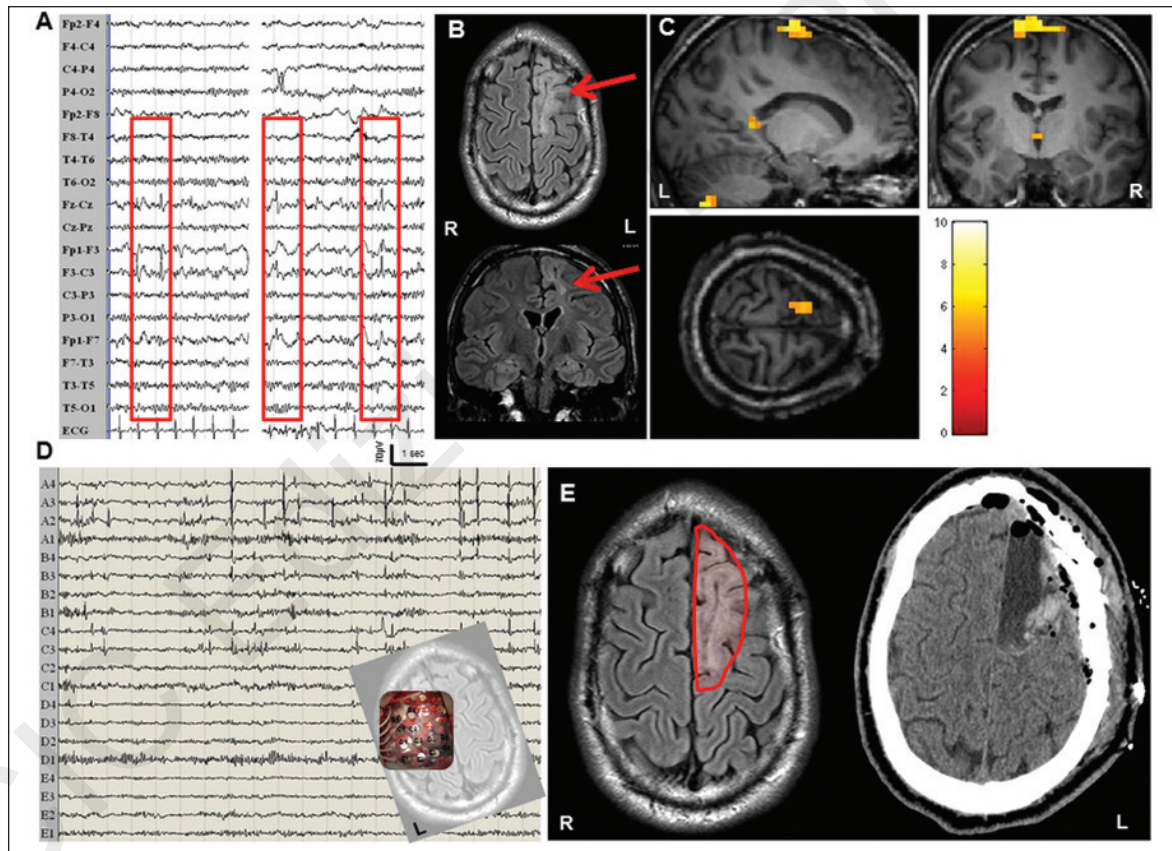 A
Fp2-F4
F4-C4
C4-P4
P4-O2
Fp2-F8
F8-T4
T4-T6
T6-O2
Fz-Cz
Cz-Pz
Fp1-F3
F3-C3
C3-P3
P3-O1
Fp1-F7
F7-T3
T3-T5
T5-O1
ECG
70µV
1 sec
B
R
L
C
L
R
10
8
6
4
2
0
D
A4
A3
A2
A1
B4
B3
B2
B1
C4
C3
C2
C1
D4
D3
D2
D1
E4
E3
E2
E1
L
E
R
L